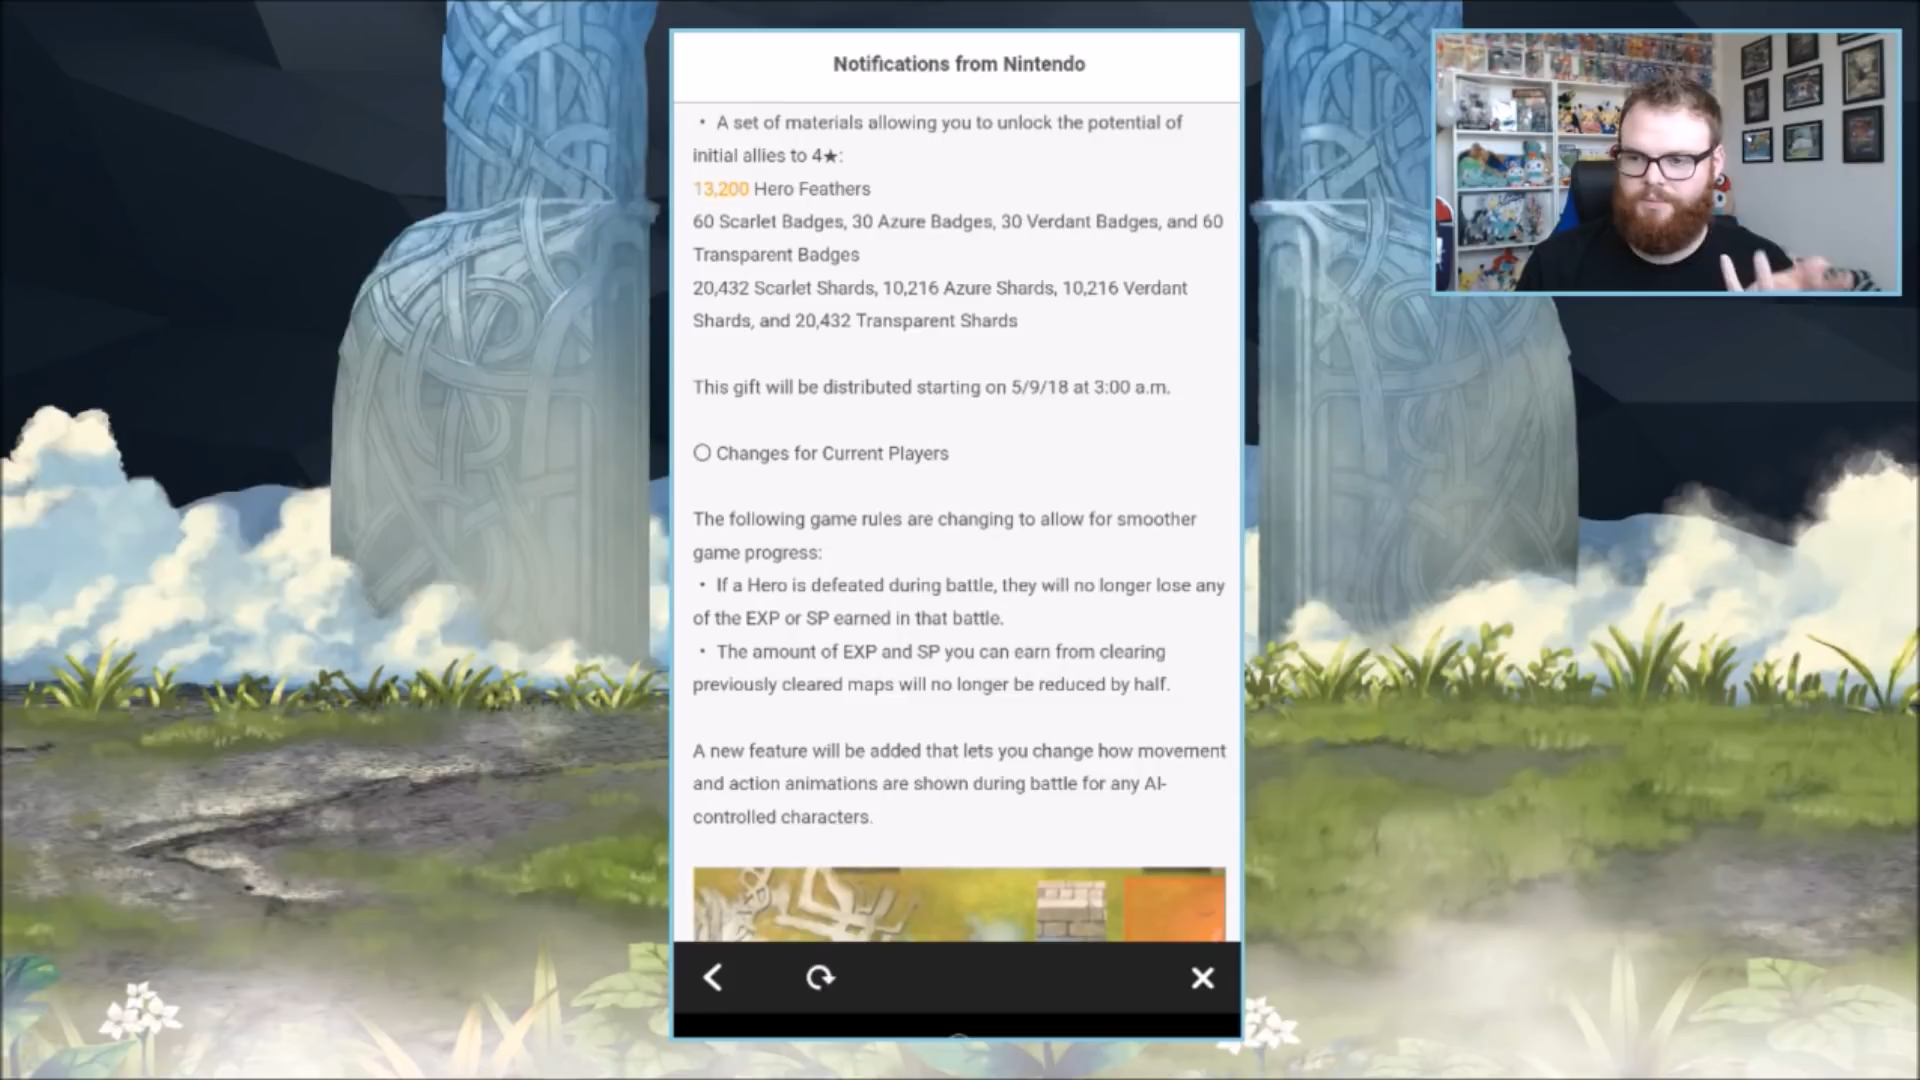 Notifications from Nintendo
・ A set of materials allowing you to unlock the potential of
initial allies to 4★:
13,200 Hero Feathers
60 Scarlet Badges, 30 Azure Badges, 30 Verdant Badges, and 60
Transparent Badges
20,432 Scarlet Shards, 10,216 Azure Shards, 10,216 Verdant
Shards, and 20,432 Transparent Shards
This gift will be distributed starting on 5/9/18 at 3:00 a.m.
○ Changes for Current Players
The following game rules are changing to allow for smoother
game progress:
・ If a Hero is defeated during battle, they will no longer lose any
of the EXP or SP earned in that battle.
・ The amount of EXP and SP you can earn from clearing
previously cleared maps will no longer be reduced by half.
A new feature will be added that lets you change how movement
and action animations are shown during battle for any AI-
controlled characters.